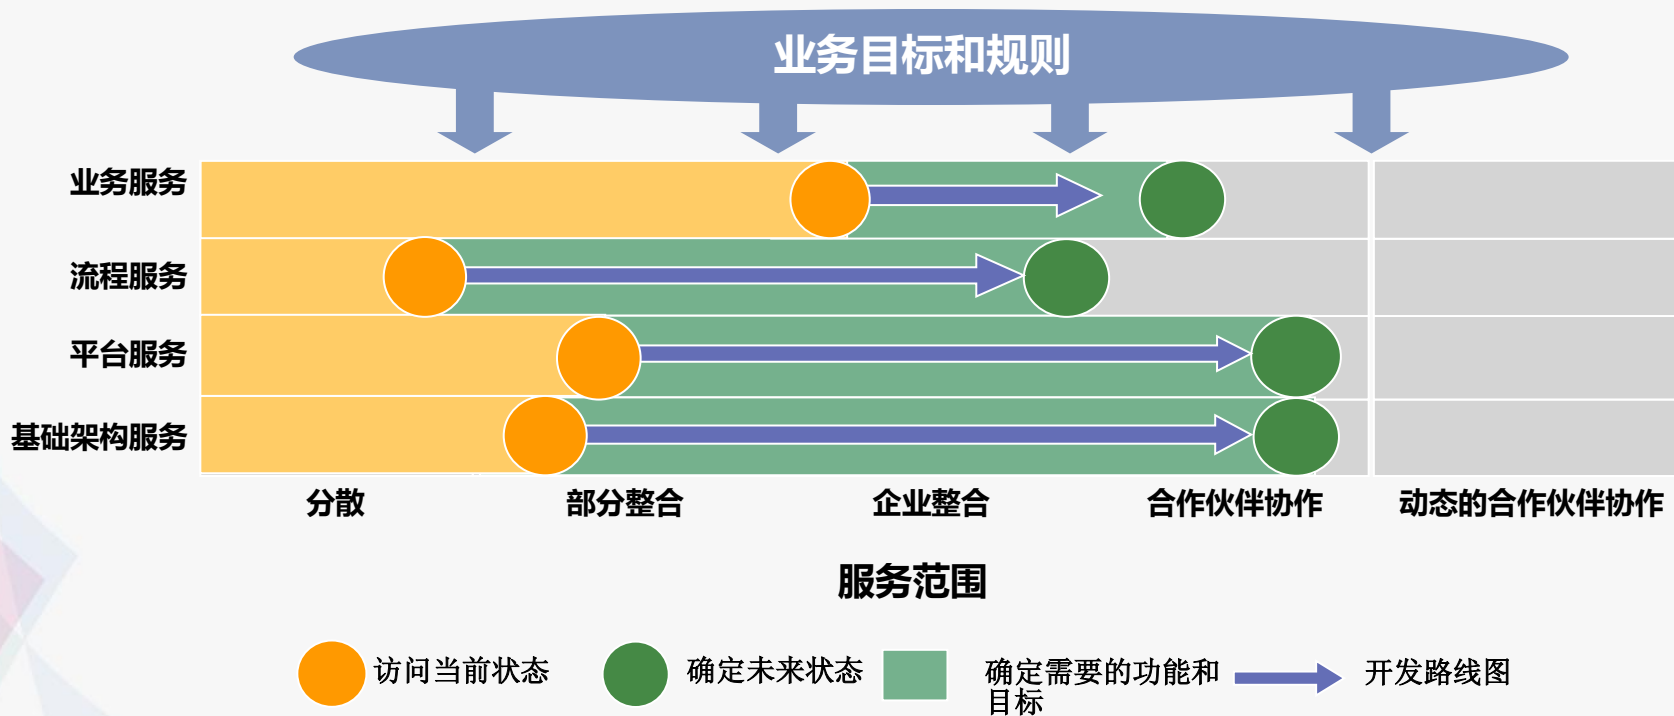 业务目标和规则
业务服务
流程服务
平台服务
基础架构服务
分散
部分整合
企业整合
合作伙伴协作
动态的合作伙伴协作
服务范围
访问当前状态
确定未来状态
确定需要的功能和
目标
开发路线图